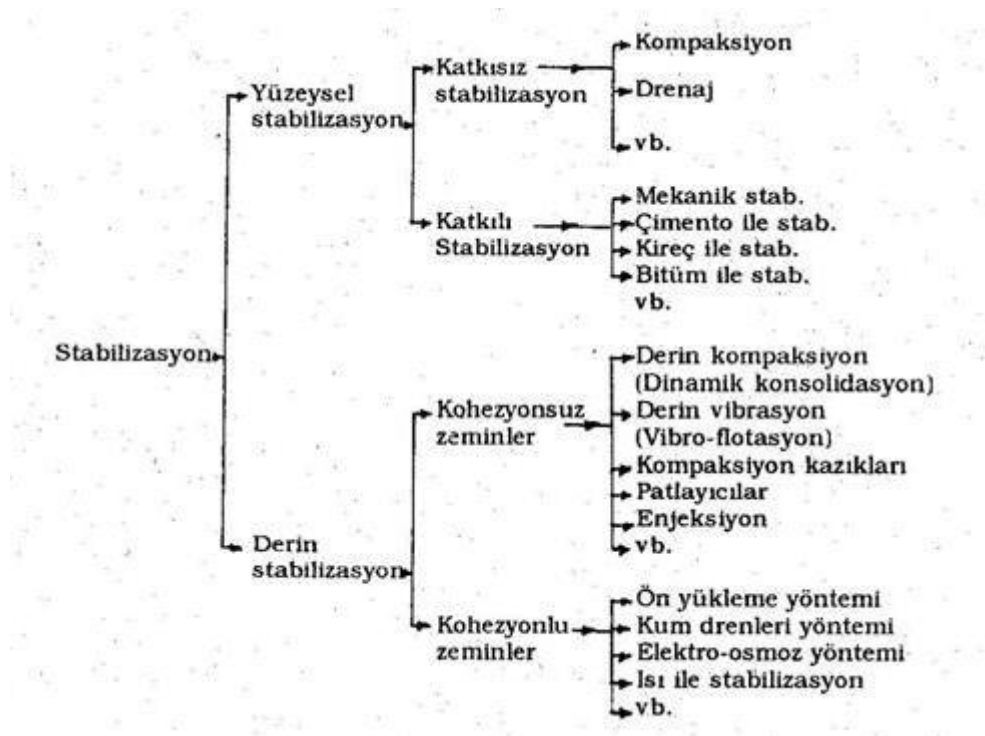 Stabilizasyon
Yüzeysel
stabilizasyon
Katkısız
stabilizasyon
Kompaksiyon
Drenaj
vb.
Katkılı
Stabilizasyon
Mekanik stab.
Çimento ile stab.
Kireç ile stab.
Bitüm ile stab.
vb.
Derin
stabilizasyon
Kohezyonsuz
zeminler
Derin kompaksiyon
(Dinamik konsolidasyon)
Derin vibrasyon
(Vibro-flotasyon)
Kompaksiyon kazıkları
Patlayıcılar
Enjeksiyon
vb.
Kohezyonlu
zeminler
Ön yükleme yöntemi
Kum drenleri yöntemi
Elektro-osmoz yöntemi
Isı ile stabilizasyon
vb.